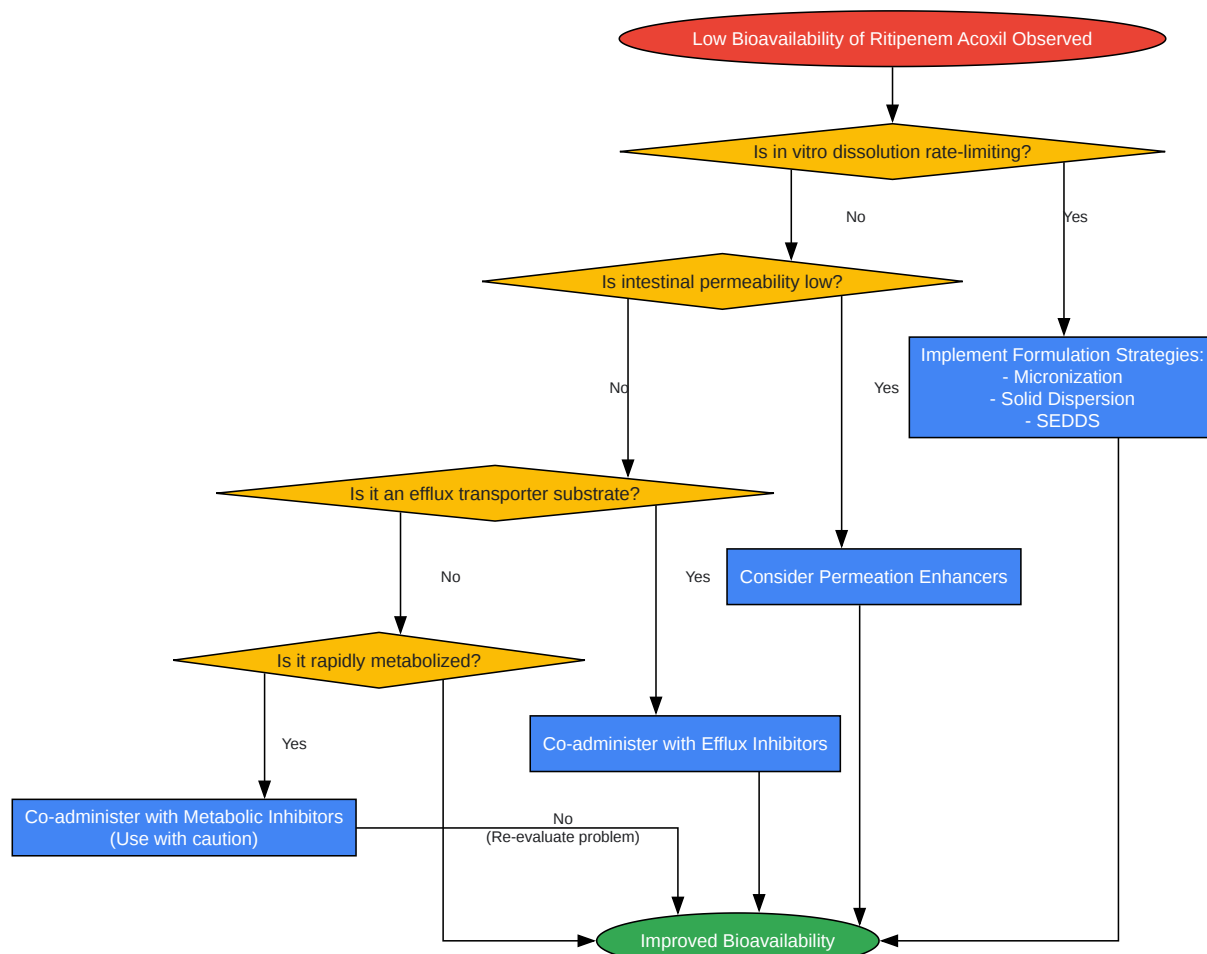 Low Bioavailability of Ritipenem Acoxil Observed
Is in vitro dissolution rate-limiting?
No
Yes
Is intestinal permeability low?
Implement Formulation Strategies:
- Micronization
- Solid Dispersion
- SEDDS
No
Yes
Is it an efflux transporter substrate?
No
Yes
Consider Permeation Enhancers
Is it rapidly metabolized?
Yes
Co-administer with Efflux Inhibitors
Co-administer with Metabolic Inhibitors
(Use with caution)
No
(Re-evaluate problem)
Improved Bioavailability